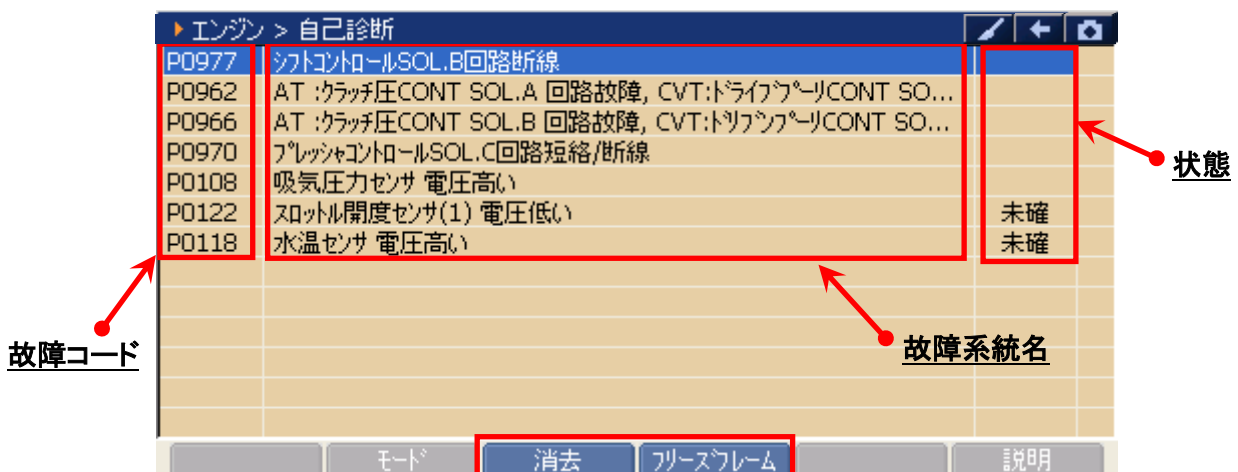 エンジン > 自己診断
P0977 ｼﾌﾄｺﾝﾄﾛｰﾙSOL.B回路断線
P0962 AT :ｸﾗｯﾁ圧CONT SOL.A 回路故障, CVT:ﾄﾞﾗｲﾌﾞﾌﾟｰﾘCONT SO...
P0966 AT :ｸﾗｯﾁ圧CONT SOL.B 回路故障, CVT:ﾄﾞﾘﾌﾞﾝﾌﾟｰﾘCONT SO...
P0970 ﾌﾟﾚｯｼｬｺﾝﾄﾛｰﾙSOL.C回路短絡/断線
状態
P0108 吸気圧力ｾﾝｻ 電圧高い
P0122 ｽﾛｯﾄﾙ開度ｾﾝｻ(1) 電圧低い 未確
P0118 水温ｾﾝｻ 電圧高い 未確
故障コード
故障系統名
ﾓｰﾄﾞ 消去 ﾌﾘｰｽﾞﾌﾚｰﾑ 説明